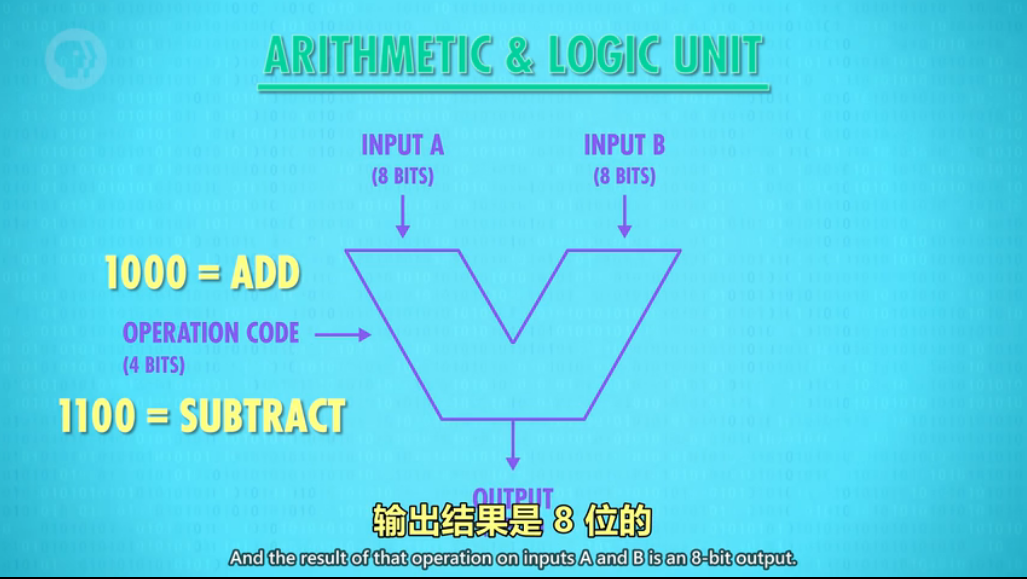 ARITHMETIC & LOGIC UNIT
INPUT A
(8 BITS)
INPUT B
(8 BITS)
1000 = ADD
OPERATION CODE
(4 BITS)
1100 = SUBTRACT
OUTPUT
输出结果是 8 位的
And the result of that operation on inputs A and B is an 8-bit output.